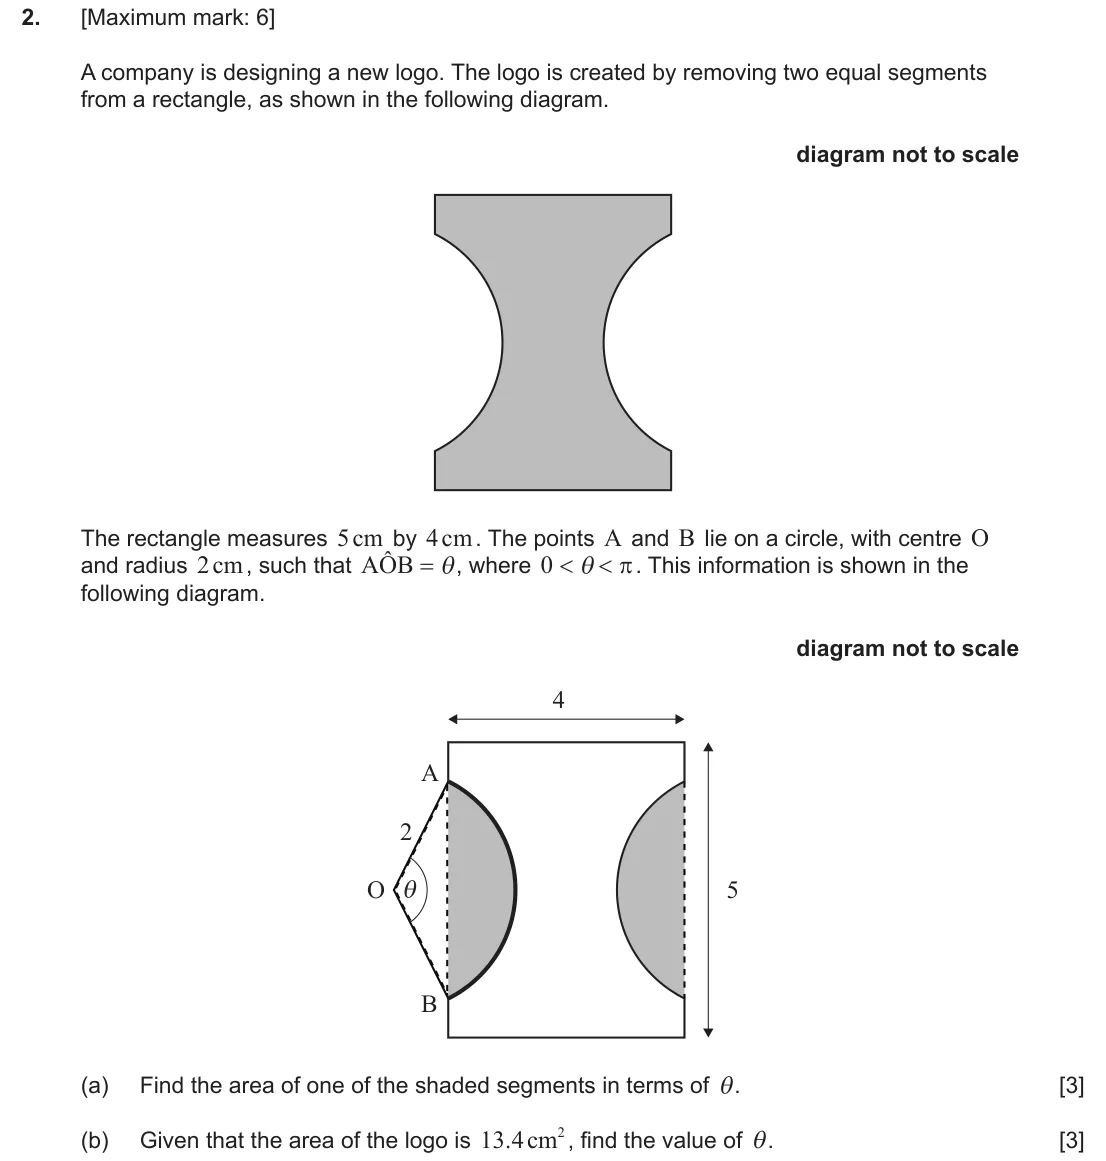 2. [Maximum mark: 6]
A company is designing a new logo. The logo is created by removing two equal segments
from a rectangle, as shown in the following diagram.
diagram not to scale
The rectangle measures 5 cm by 4 cm. The points A and B lie on a circle, with centre O
and radius 2 cm, such that AÔB = θ, where 0 < θ < π. This information is shown in the
following diagram.
diagram not to scale
4
A
2
O θ
5
B
(a) Find the area of one of the shaded segments in terms of θ. [3]
(b) Given that the area of the logo is 13.4 cm², find the value of θ. [3]